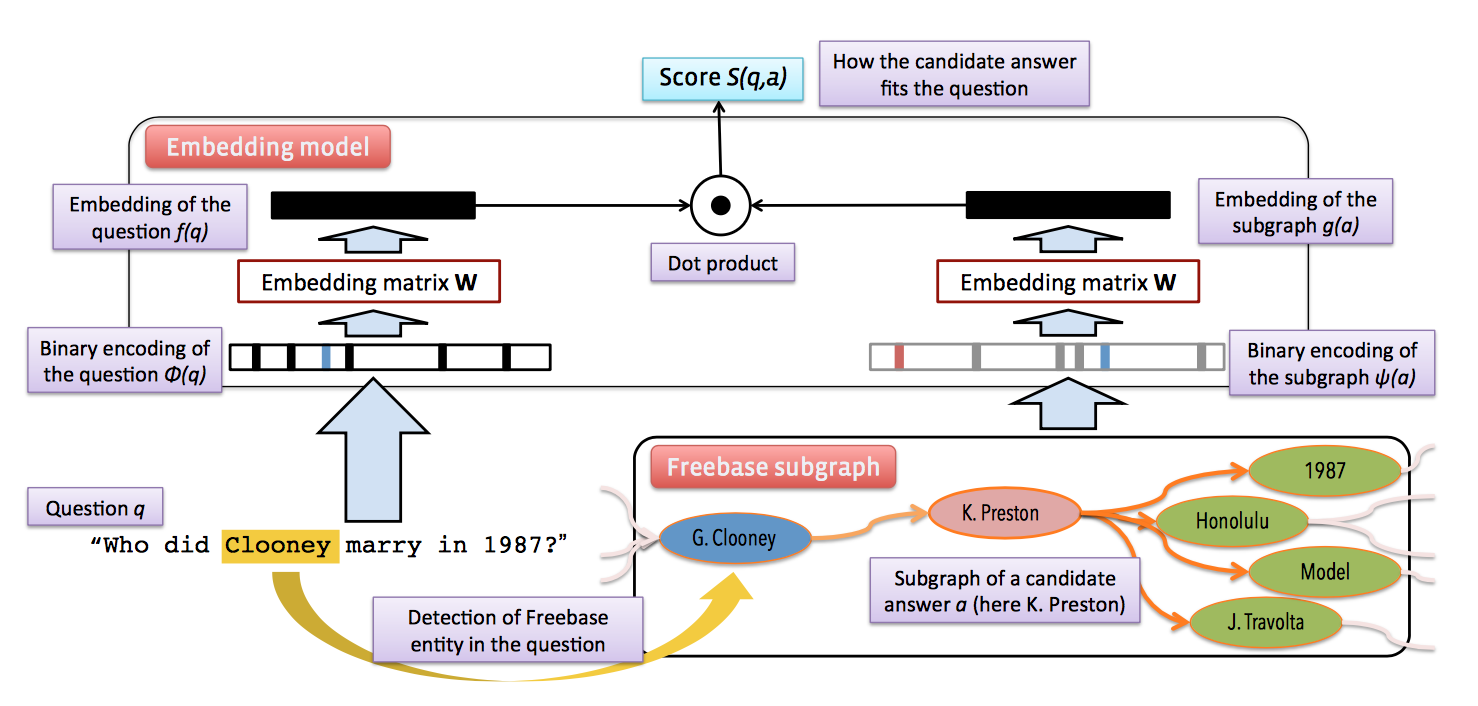 Score S(q,a)
How the candidate answer
fits the question
Embedding model
Embedding of the
question f(q)
Embedding of the
subgraph g(a)
Dot product
Embedding matrix W
Embedding matrix W
Binary encoding of
the question Φ(q)
Binary encoding of
the subgraph ψ(a)
Freebase subgraph
Question q
“Who did Clooney marry in 1987?”
G. Clooney
K. Preston
1987
Honolulu
Model
J. Travolta
Subgraph of a candidate
answer a (here K. Preston)
Detection of Freebase
entity in the question